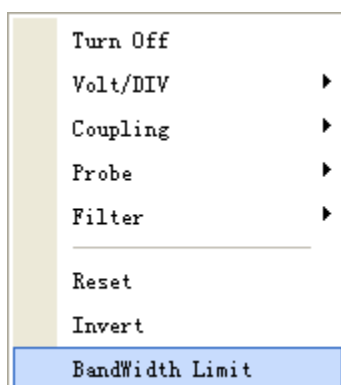 Turn Off
Volt/DIV
Coupling
Probe
Filter
Reset
Invert
BandWidth Limit